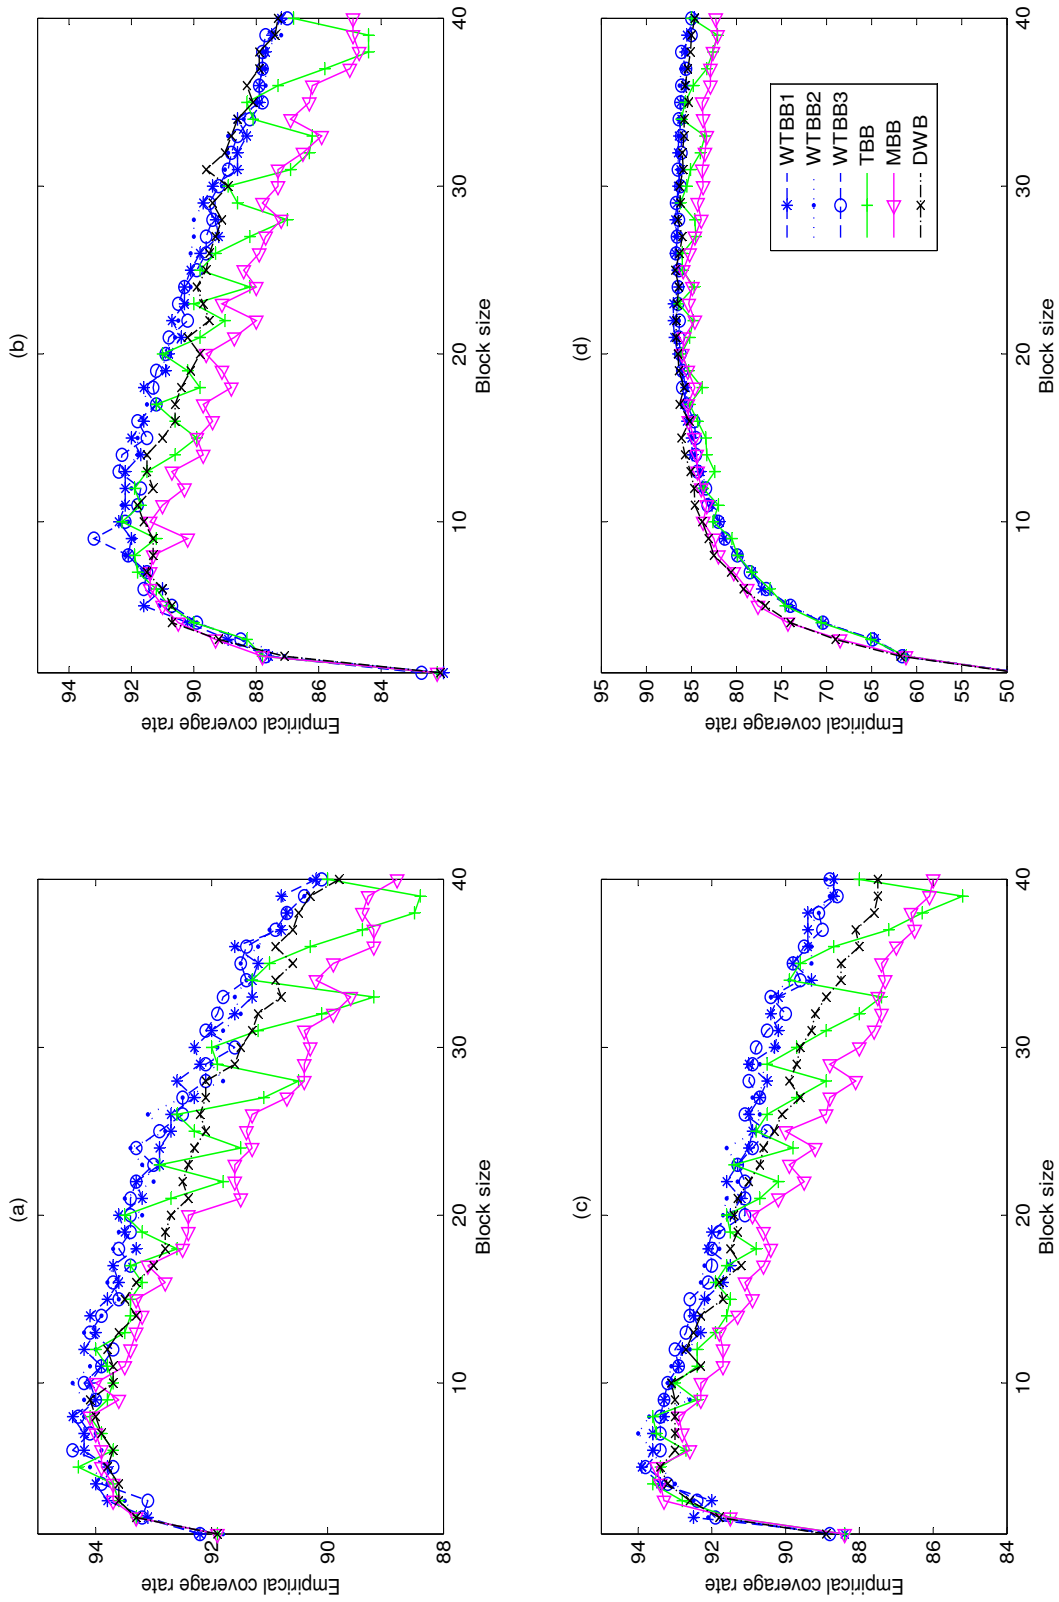 (a)
Empirical coverage rate
94
92
90
88
10
20
30
40
Block size
(b)
Empirical coverage rate
94
92
90
88
86
84
10
20
30
40
Block size
(c)
Empirical coverage rate
94
92
90
88
86
84
10
20
30
40
Block size
(d)
Empirical coverage rate
95
90
85
80
75
70
65
60
55
50
10
20
30
40
Block size
WTBB1
WTBB2
WTBB3
TBB
MBB
DWB